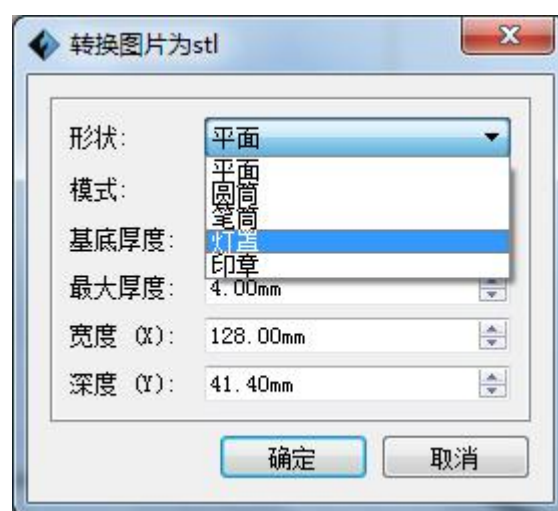 转换图片为stl
形状: 平面
平面
圆筒
模式:
笔筒
基底厚度: 灯罩
印章
最大厚度: 4.00mm
宽度 (X): 128.00mm
深度 (Y): 41.40mm
确定 取消